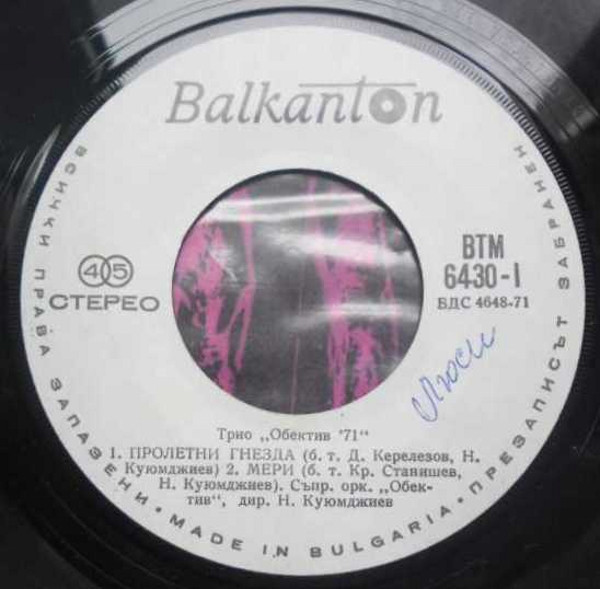 Balkanton
ВСИЧКИ ПРАВА ЗАПАЗЕНИ · MADE IN BULGARIA · ПРЕЗАПИСЪТ ЗАБРАНЕН
45
СТЕРЕО
ВТМ
6430-I
БДС 4648-71
Люси
Трио „Обектив '71“
1. ПРОЛЕТНИ ГНЕЗДА (б. т. Д. Керелезов, Н.
Куюмджиев) 2. МЕРИ (б. т. Кр. Станишев,
Н. Куюмджиев), Съпр. орк. „Обек-
тив“, дир. Н. Куюмджиев